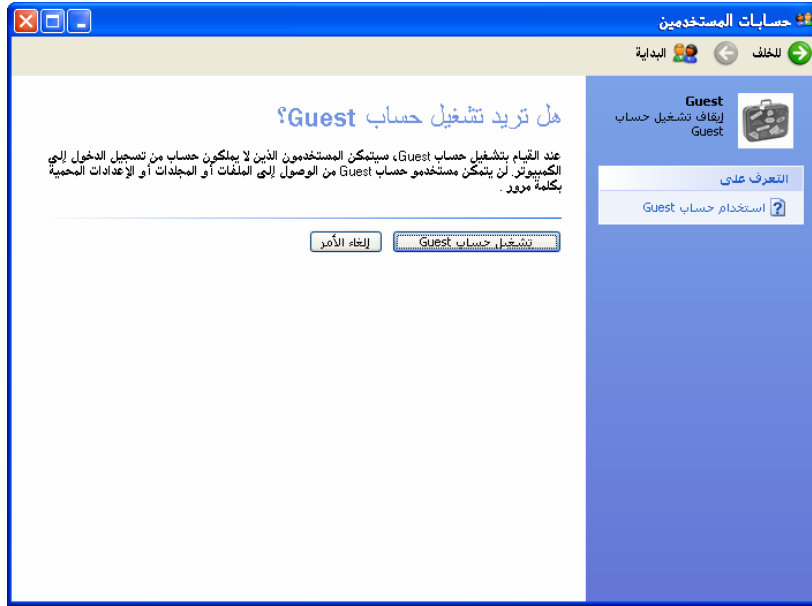 حسابات المستخدمين
للخلف البداية
Guest
إيقاف تشغيل حساب
Guest
التعرف على
استخدام حساب Guest
هل تريد تشغيل حساب Guest؟
عند القيام بتشغيل حساب Guest، سيتمكن المستخدمون الذين لا يملكون حساب من تسجيل الدخول إلى
الكمبيوتر. لن يتمكن مستخدمو حساب Guest من الوصول إلى الملفات أو المجلدات أو الإعدادات المحمية
بكلمة مرور .
تشغيل حساب Guest إلغاء الأمر